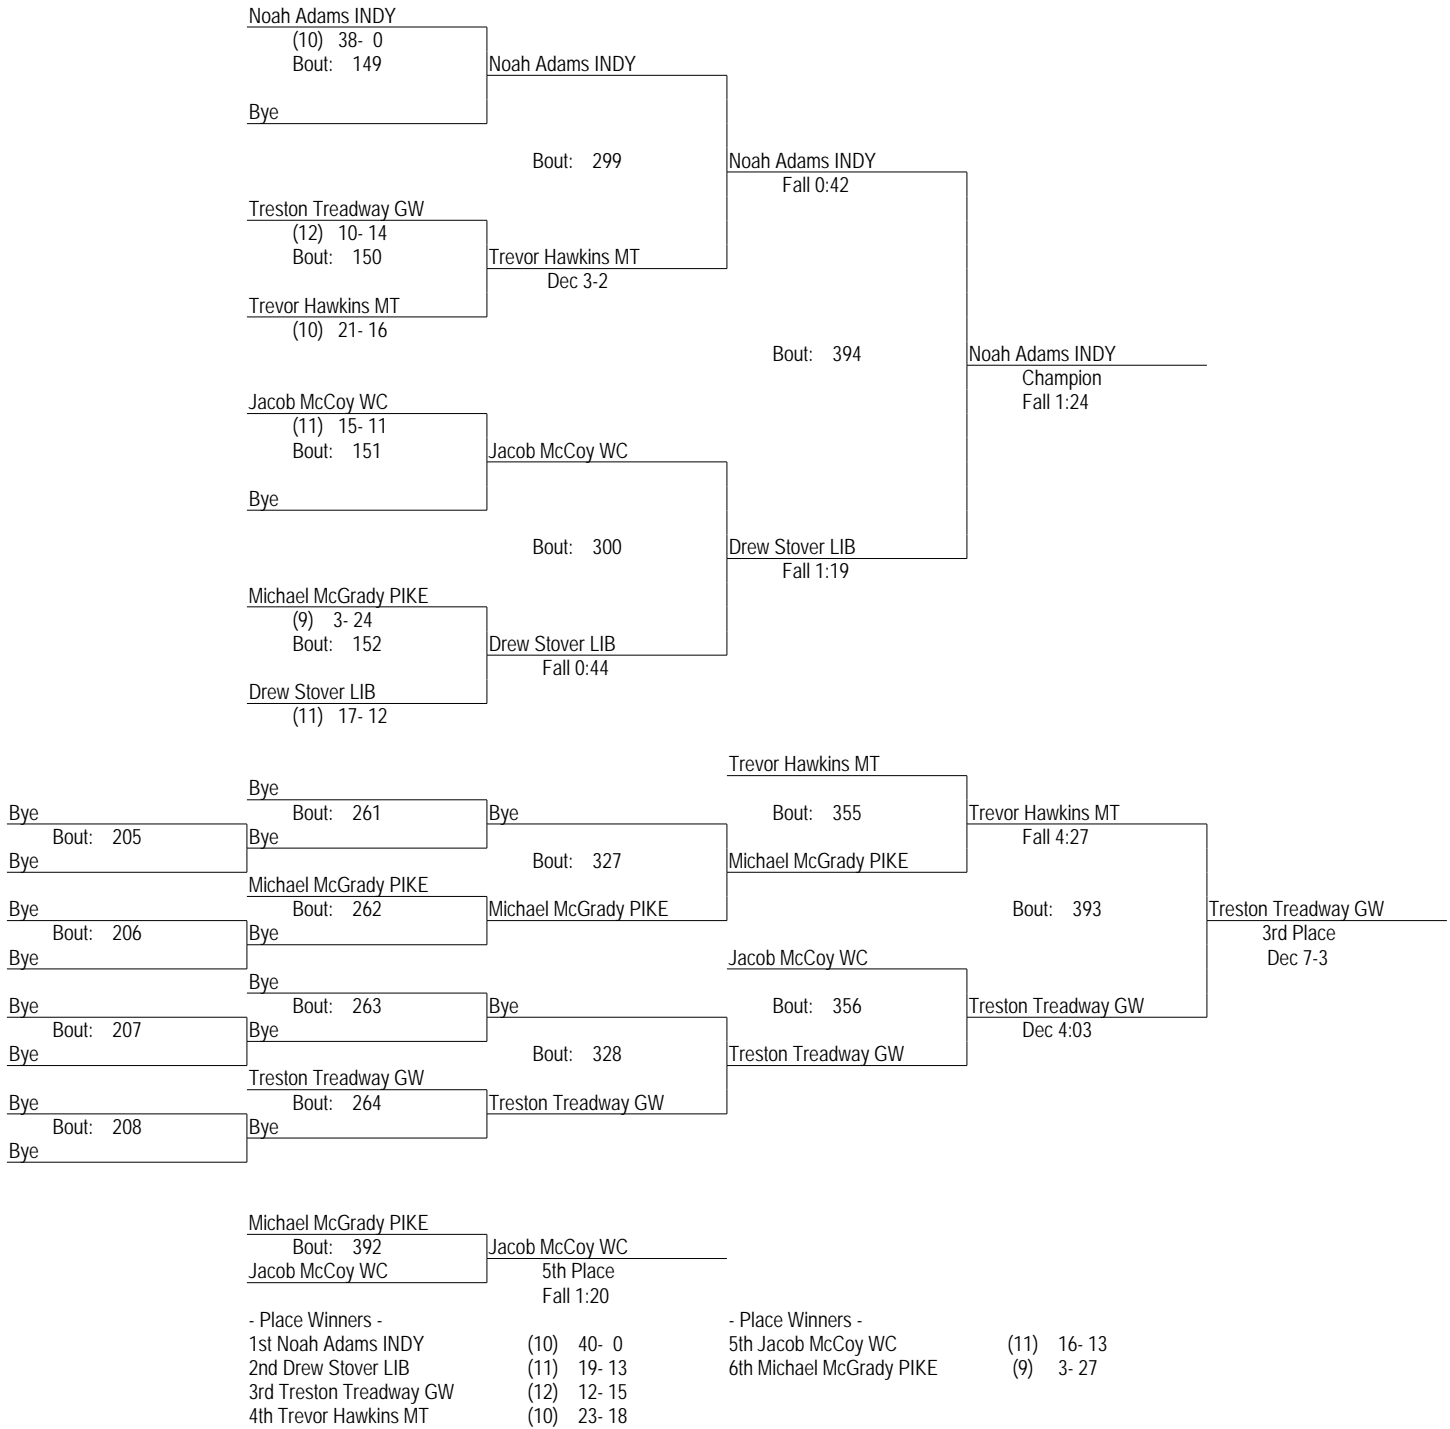 Noah Adams INDY
(10) 38- 0
Bout: 149
Noah Adams INDY
Bye
Bout: 299
Noah Adams INDY
Fall 0:42
Treston Treadway GW
(12) 10- 14
Bout: 150
Trevor Hawkins MT
Dec 3-2
Trevor Hawkins MT
(10) 21- 16
Bout: 394
Noah Adams INDY
Champion
Fall 1:24
Jacob McCoy WC
(11) 15- 11
Bout: 151
Jacob McCoy WC
Bye
Bout: 300
Drew Stover LIB
Fall 1:19
Michael McGrady PIKE
(9) 3- 24
Bout: 152
Drew Stover LIB
Fall 0:44
Drew Stover LIB
(11) 17- 12
Trevor Hawkins MT
Bye
Bye
Bout: 261
Bye
Bout: 355
Trevor Hawkins MT
Bout: 205
Bye
Fall 4:27
Bye
Bout: 327
Michael McGrady PIKE
Michael McGrady PIKE
Bye
Bout: 262
Michael McGrady PIKE
Bout: 393
Treston Treadway GW
Bout: 206
Bye
3rd Place
Bye
Jacob McCoy WC
Dec 7-3
Bye
Bye
Bout: 263
Bye
Bout: 356
Treston Treadway GW
Bout: 207
Bye
Dec 4:03
Bye
Bout: 328
Treston Treadway GW
Treston Treadway GW
Bye
Bout: 264
Treston Treadway GW
Bout: 208
Bye
Bye
Michael McGrady PIKE
Bout: 392
Jacob McCoy WC
Jacob McCoy WC
5th Place
Fall 1:20
- Place Winners -
1st Noah Adams INDY (10) 40- 0
2nd Drew Stover LIB (11) 19- 13
3rd Treston Treadway GW (12) 12- 15
4th Trevor Hawkins MT (10) 23- 18
- Place Winners -
5th Jacob McCoy WC (11) 16- 13
6th Michael McGrady PIKE (9) 3- 27